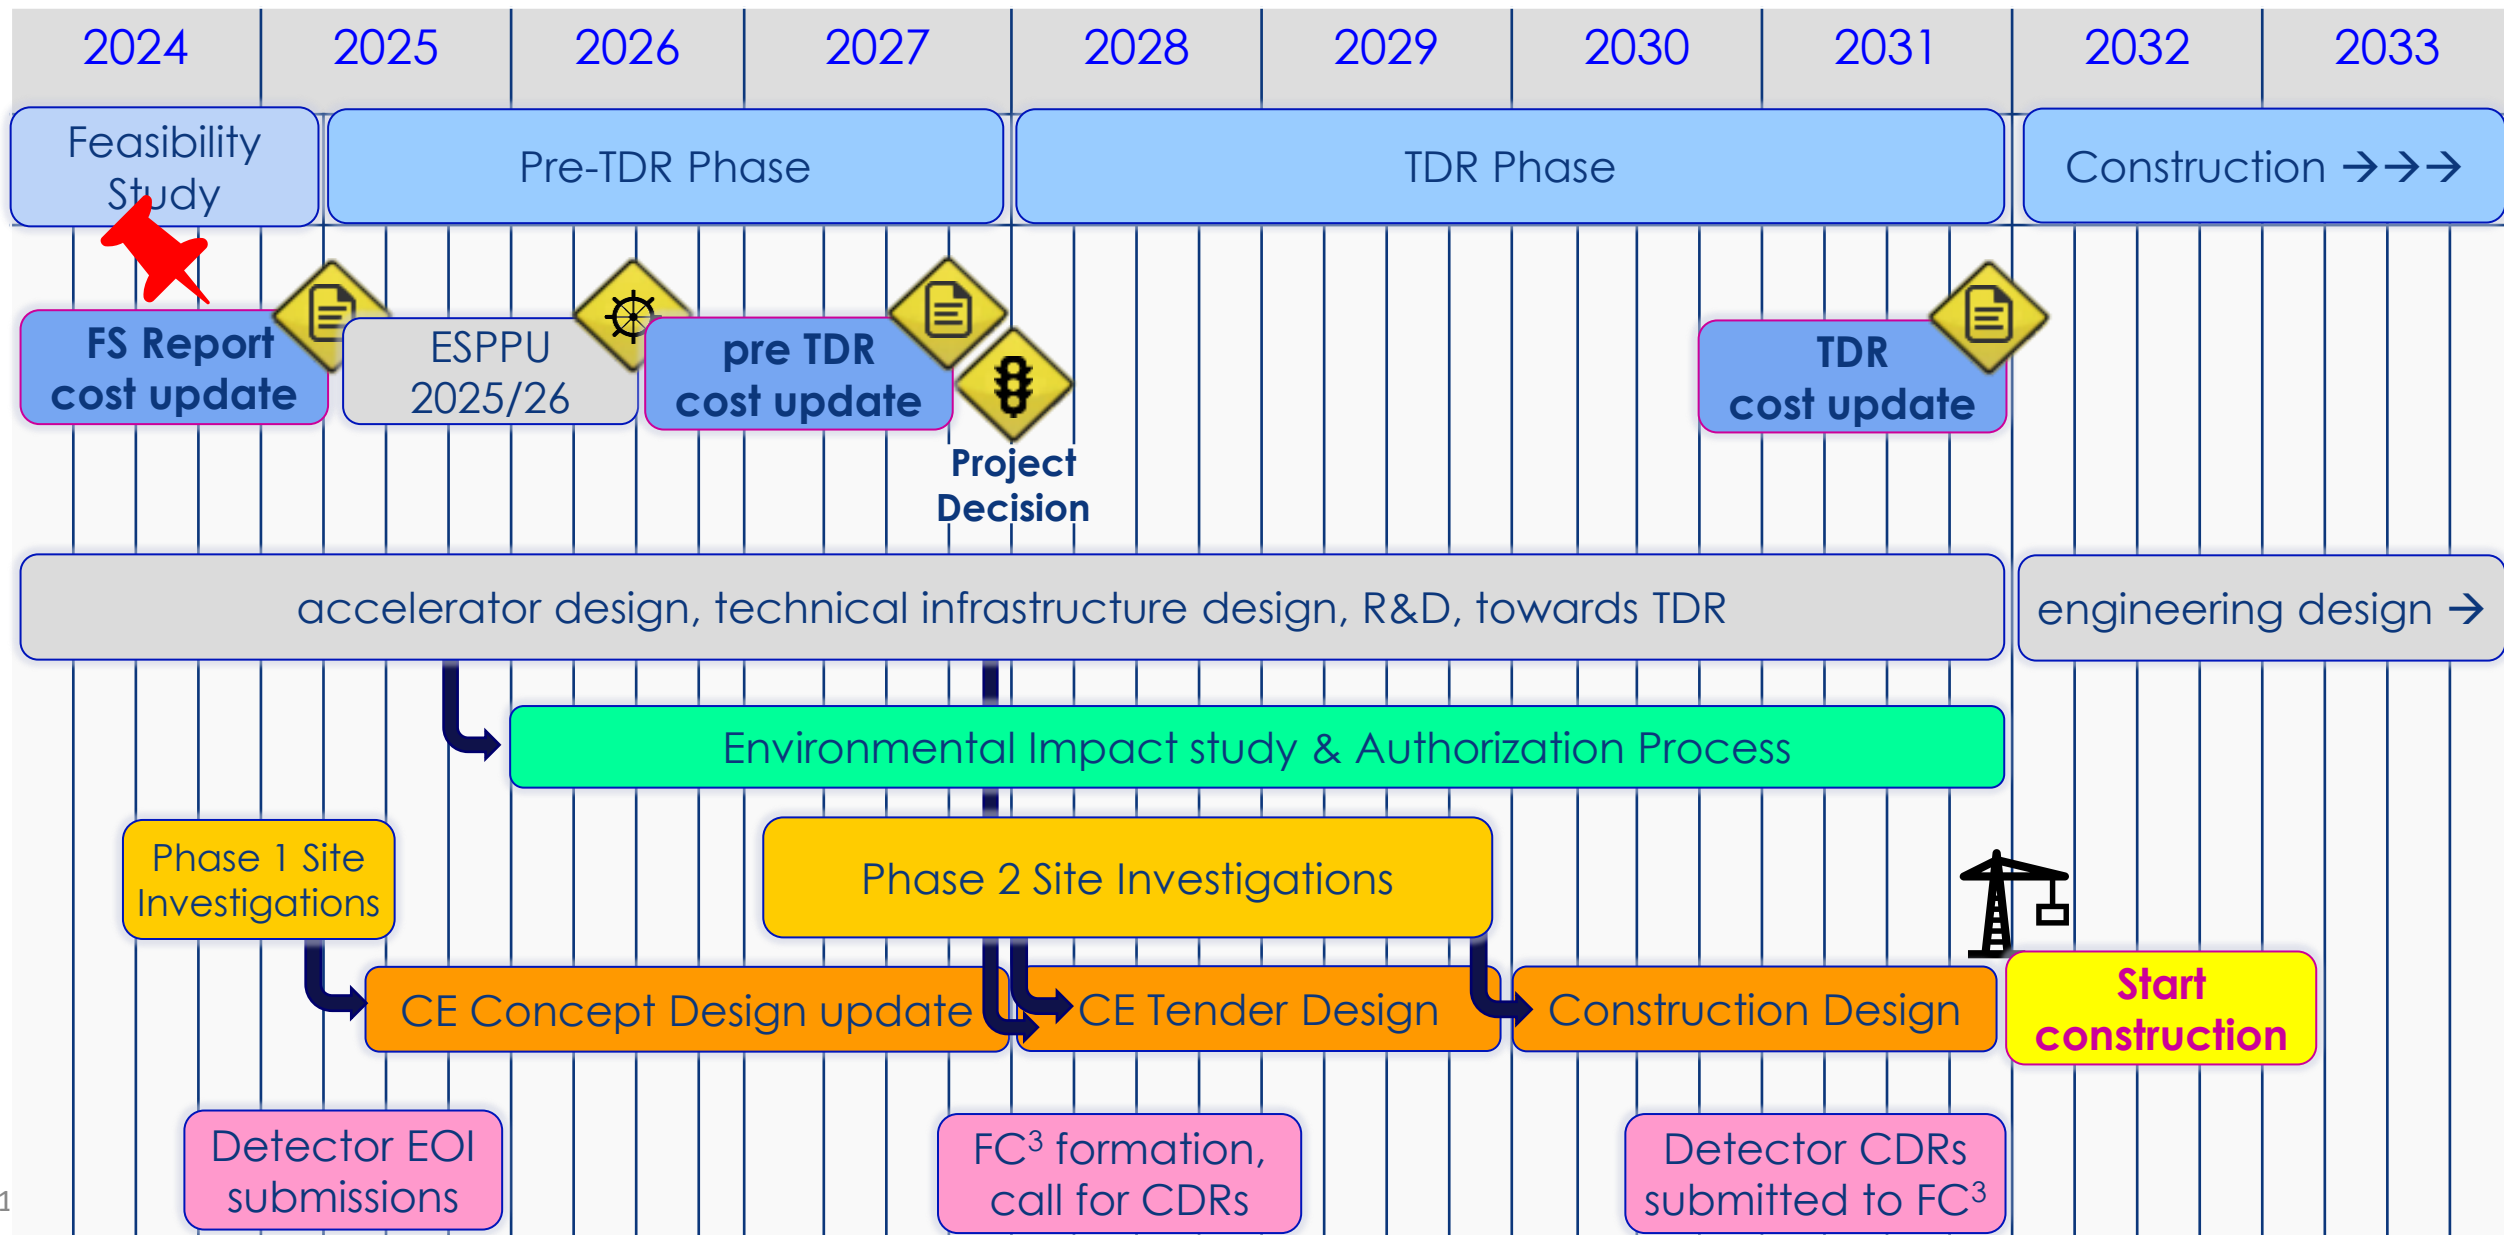 2024 2025 2026 2027 2028 2029 2030 2031 2032 2033
Feasibility
Study
Pre-TDR Phase
TDR Phase
Construction →→→
FS Report
cost update
ESPPU
2025/26
pre TDR
cost update
Project
Decision
TDR
cost update
accelerator design, technical infrastructure design, R&D, towards TDR
engineering design →
Environmental Impact study & Authorization Process
Phase 1 Site
Investigations
Phase 2 Site Investigations
CE Concept Design update
CE Tender Design
Construction Design
Start
construction
Detector EOI
submissions
FC³ formation,
call for CDRs
Detector CDRs
submitted to FC³
1